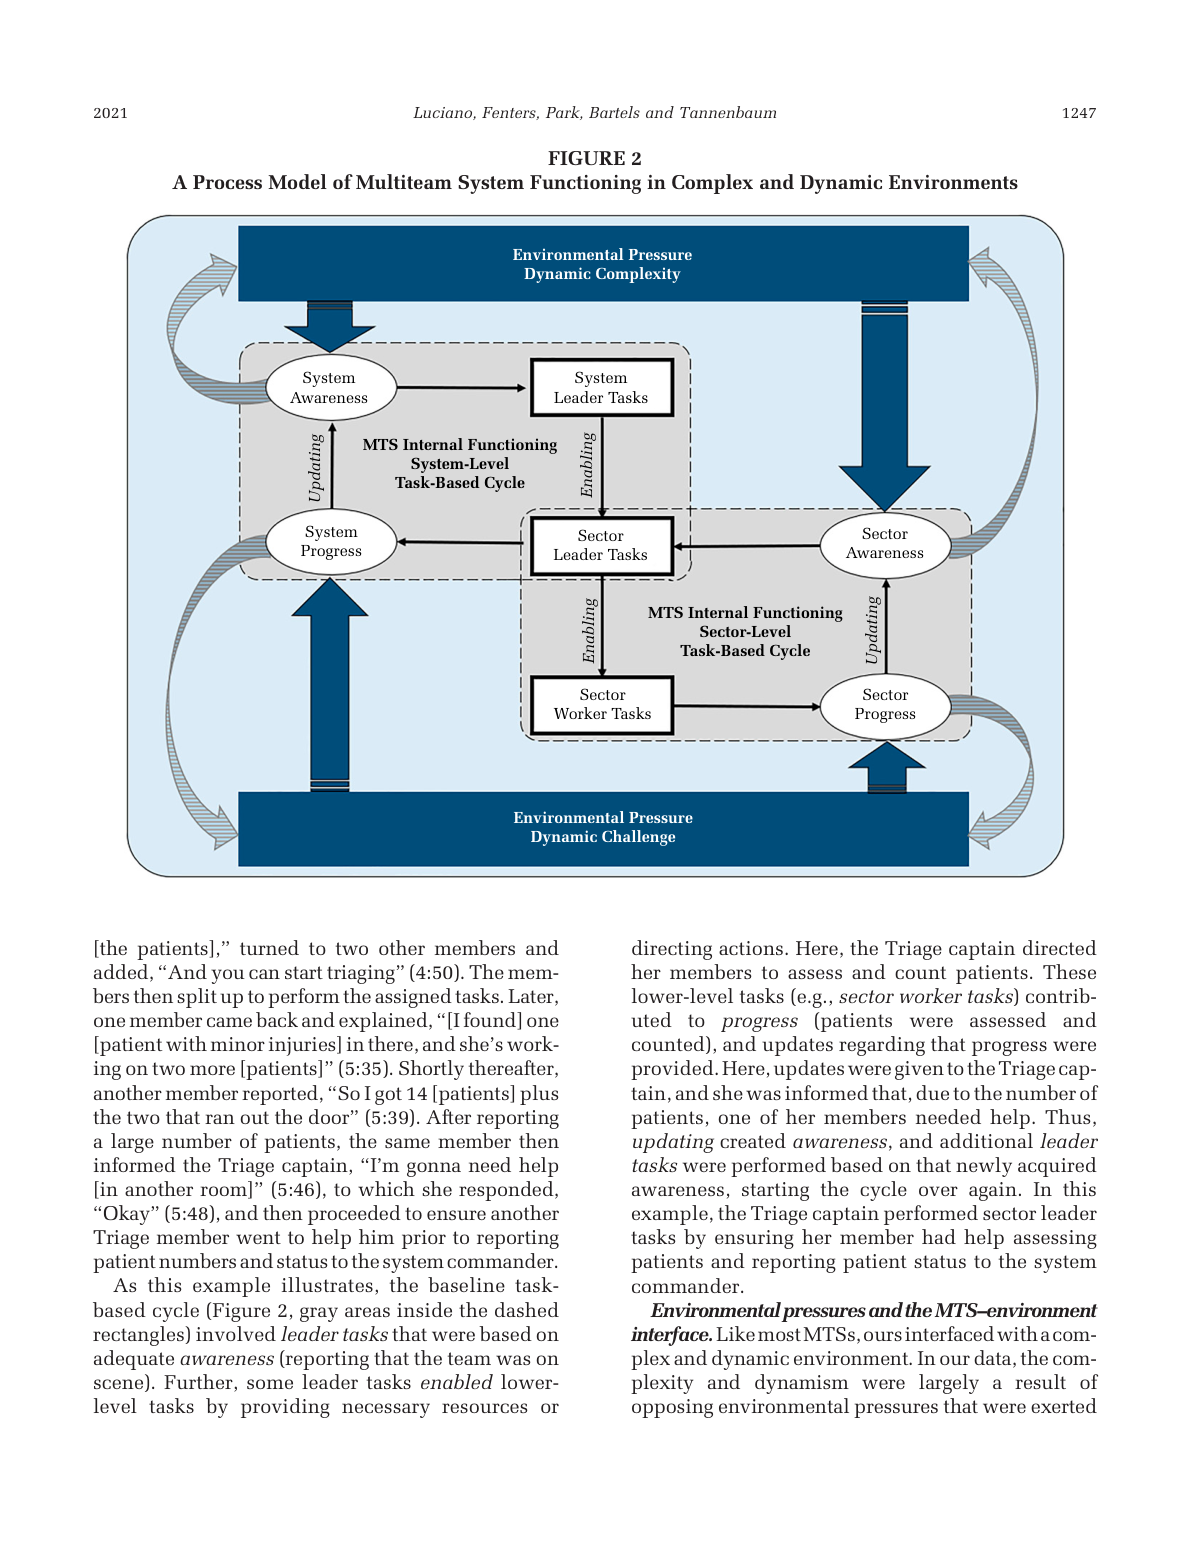 2021
Luciano, Fenters, Park, Bartels and Tannenbaum
1247
FIGURE 2
A Process Model of Multiteam System Functioning in Complex and Dynamic Environments
Environmental Pressure
Dynamic Complexity
System
Awareness
System
Leader Tasks
Updating
MTS Internal Functioning
System-Level
Task-Based Cycle
Enabling
System
Progress
Sector
Leader Tasks
Sector
Awareness
Enabling
MTS Internal Functioning
Sector-Level
Task-Based Cycle
Updating
Sector
Worker Tasks
Sector
Progress
Environmental Pressure
Dynamic Challenge
[the patients],” turned to two other members and
added, “And you can start triaging” (4:50). The mem-
bers then split up to perform the assigned tasks. Later,
one member came back and explained, “[I found] one
[patient with minor injuries] in there, and she’s work-
ing on two more [patients]” (5:35). Shortly thereafter,
another member reported, “So I got 14 [patients] plus
the two that ran out the door” (5:39). After reporting
a large number of patients, the same member then
informed the Triage captain, “I’m gonna need help
[in another room]” (5:46), to which she responded,
“Okay” (5:48), and then proceeded to ensure another
Triage member went to help him prior to reporting
patient numbers and status to the system commander.
As this example illustrates, the baseline task-
based cycle (Figure 2, gray areas inside the dashed
rectangles) involved leader tasks that were based on
adequate awareness (reporting that the team was on
scene). Further, some leader tasks enabled lower-
level tasks by providing necessary resources or
directing actions. Here, the Triage captain directed
her members to assess and count patients. These
lower-level tasks (e.g., sector worker tasks) contrib-
uted to progress (patients were assessed and
counted), and updates regarding that progress were
provided. Here, updates were given to the Triage cap-
tain, and she was informed that, due to the number of
patients, one of her members needed help. Thus,
updating created awareness, and additional leader
tasks were performed based on that newly acquired
awareness, starting the cycle over again. In this
example, the Triage captain performed sector leader
tasks by ensuring her member had help assessing
patients and reporting patient status to the system
commander.
Environmental pressures and the MTS–environment
interface. Like most MTSs, ours interfaced with a com-
plex and dynamic environment. In our data, the com-
plexity and dynamism were largely a result of
opposing environmental pressures that were exerted